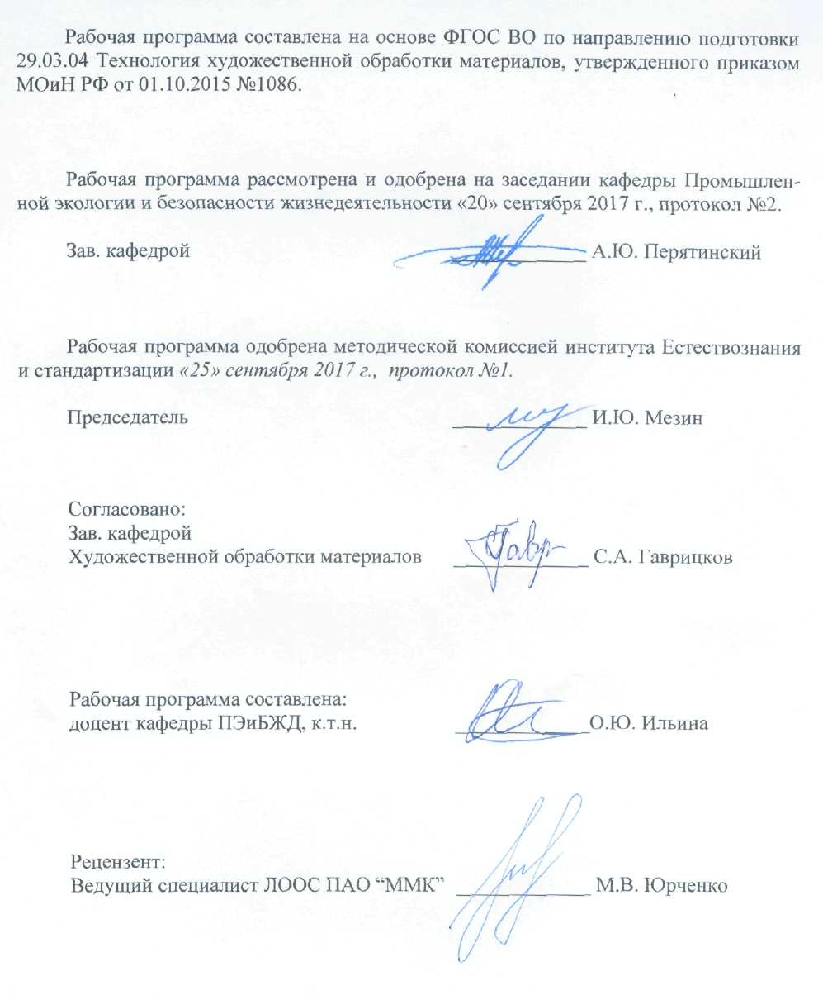 Рабочая программа составлена на основе ФГОС ВО по направлению подготовки
29.03.04 Технология художественной обработки материалов, утвержденного приказом
МОиН РФ от 01.10.2015 №1086.
Рабочая программа рассмотрена и одобрена на заседании кафедры Промышлен-
ной экологии и безопасности жизнедеятельности «20» сентября 2017 г., протокол №2.
Зав. кафедрой А.Ю. Перятинский
Рабочая программа одобрена методической комиссией института Естествознания
и стандартизации «25» сентября 2017 г., протокол №1.
Председатель И.Ю. Мезин
Согласовано:
Зав. кафедрой
Художественной обработки материалов Гавр С.А. Гаврицков
Рабочая программа составлена:
доцент кафедры ПЭиБЖД, к.т.н. О.Ю. Ильина
Рецензент:
Ведущий специалист ЛООС ПАО “ММК” М.В. Юрченко